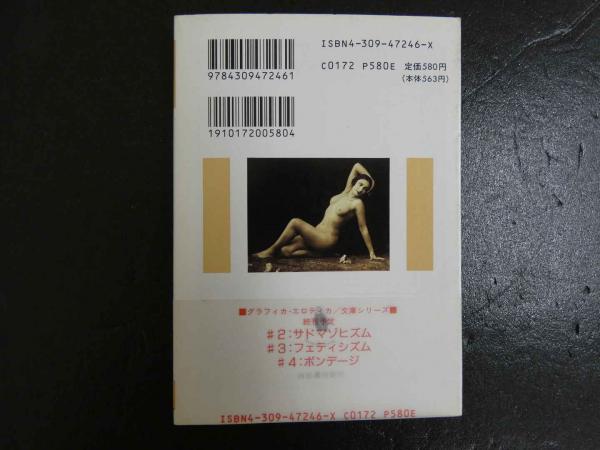 ISBN4-309-47246-X
C0172 P580E 定価580円
(本体563円)
9784309472461
1910172005804
■グラフィカ・エロティカ/文庫シリーズ■
#2:サドマゾヒズム
#3:フェティシズム
#4:ボンデージ
ISBN4-309-47246-X C0172 P580E